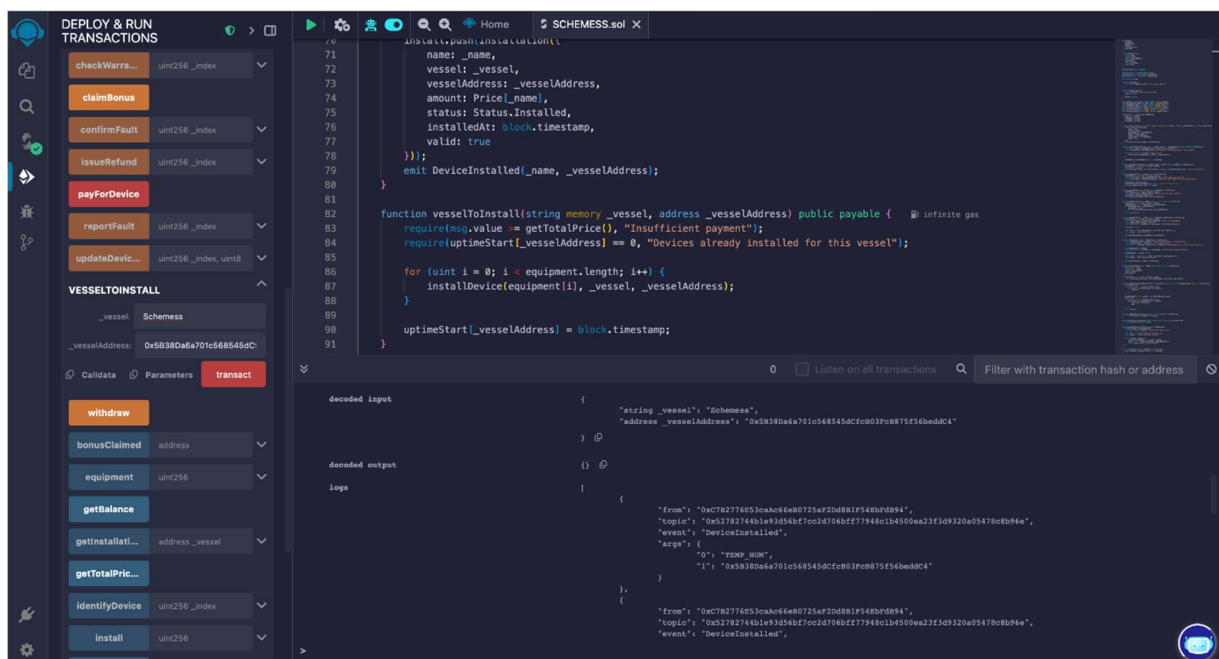 DEPLOY & RUN
TRANSACTIONS
checkWarra... uint256 _index
claimBonus
confirmFault uint256 _index
issueRefund uint256 _index
payForDevice
reportFault uint256 _index
updateDevic... uint256 _index, uint8
VESSELTOINSTALL
_vessel: Schemess
_vesselAddress: 0x5B38Da6a701c568545dC
Calldata Parameters transact
withdraw
bonusClaimed address
equipment uint256
getBalance
getInstallati... address _vessel
getTotalPric...
identifyDevice uint256 _index
install uint256
Home SCHEMESS.sol
70 install.push(Installation({
71 name: _name,
72 vessel: _vessel,
73 vesselAddress: _vesselAddress,
74 amount: Price[_name],
75 status: Status.Installed,
76 installedAt: block.timestamp,
77 valid: true
78 }));
79 emit DeviceInstalled(_name, _vesselAddress);
80 }
81
82 function vesselToInstall(string memory _vessel, address _vesselAddress) public payable { infinite gas
83 require(msg.value >= getTotalPrice(), "Insufficient payment");
84 require(uptimeStart[_vesselAddress] == 0, "Devices already installed for this vessel");
85
86 for (uint i = 0; i < equipment.length; i++) {
87 installDevice(equipment[i], _vessel, _vesselAddress);
88 }
89
90 uptimeStart[_vesselAddress] = block.timestamp;
91 }
0 Listen on all transactions Filter with transaction hash or address
decoded input {
"string _vessel": "Schemess",
"address _vesselAddress": "0x5B38Da6a701c568545dCfcB03FcB875f56beddC4"
}
decoded output {}
logs [
{
"from": "0xC7B2776E53caAc66eB0725aF2Dd8B1F54EbFdB94",
"topic": "0x52782744b1e93d56bf7cc2d706bff77948c1b4500ea23f3d9320a05478c8b96e",
"event": "DeviceInstalled",
"args": {
"0": "TEMP_HUM",
"1": "0x5B38Da6a701c568545dCfcB03FcB875f56beddC4"
}
},
{
"from": "0xC7B2776E53caAc66eB0725aF2Dd8B1F54EbFdB94",
"topic": "0x52782744b1e93d56bf7cc2d706bff77948c1b4500ea23f3d9320a05478c8b96e",
"event": "DeviceInstalled",
>